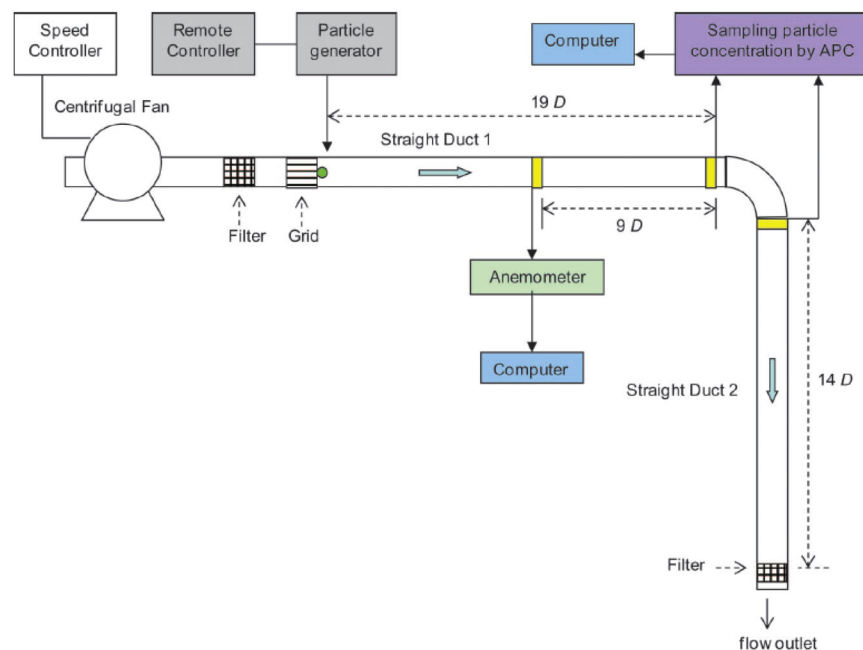 Speed
Controller
Remote
Controller
Particle
generator
Computer
Sampling particle
concentration by APC
Centrifugal Fan
19 D
Straight Duct 1
Filter
Grid
9 D
Anemometer
Computer
Straight Duct 2
14 D
Filter
flow outlet